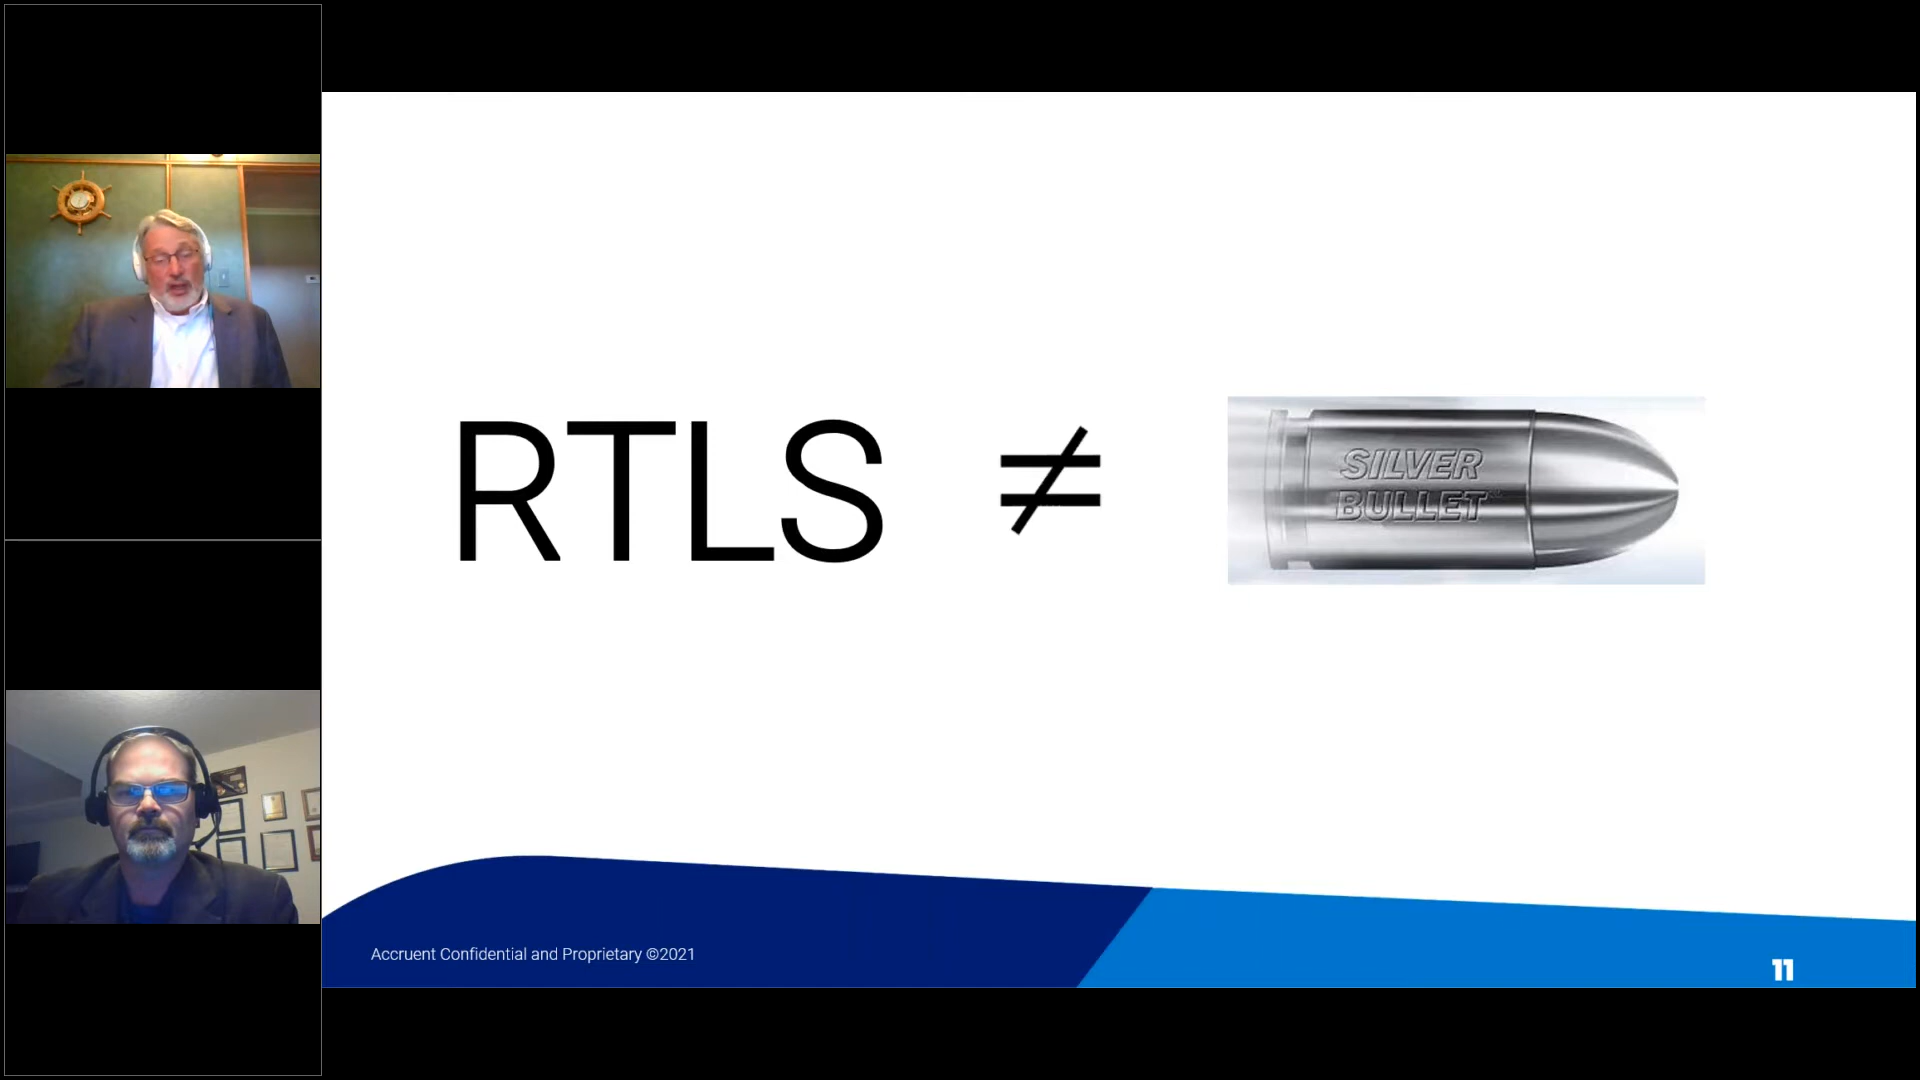 RTLS ≠
SILVER
BULLET
Accruent Confidential and Proprietary ©2021
11